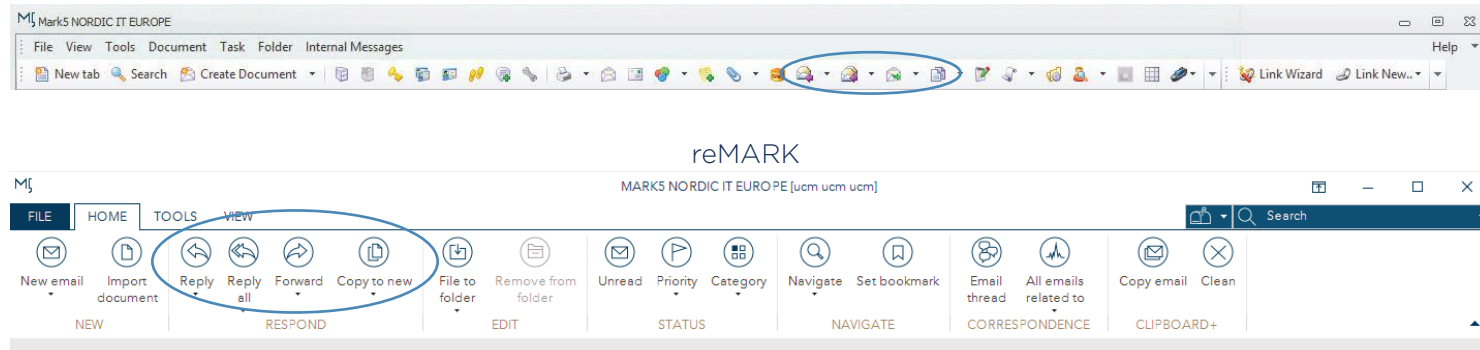 M5 Mark5 NORDIC IT EUROPE
File View Tools Document Task Folder Internal Messages Help
New tab Search Create Document Link Wizard Link New..
reMARK
M5 MARK5 NORDIC IT EUROPE [ucm ucm ucm]
FILE HOME TOOLS VIEW Search
New email Import Reply Reply Forward Copy to new File to Remove from Unread Priority Category Navigate Set bookmark Email All emails Copy email Clean
document all folder folder thread related to
NEW RESPOND EDIT STATUS NAVIGATE CORRESPONDENCE CLIPBOARD+